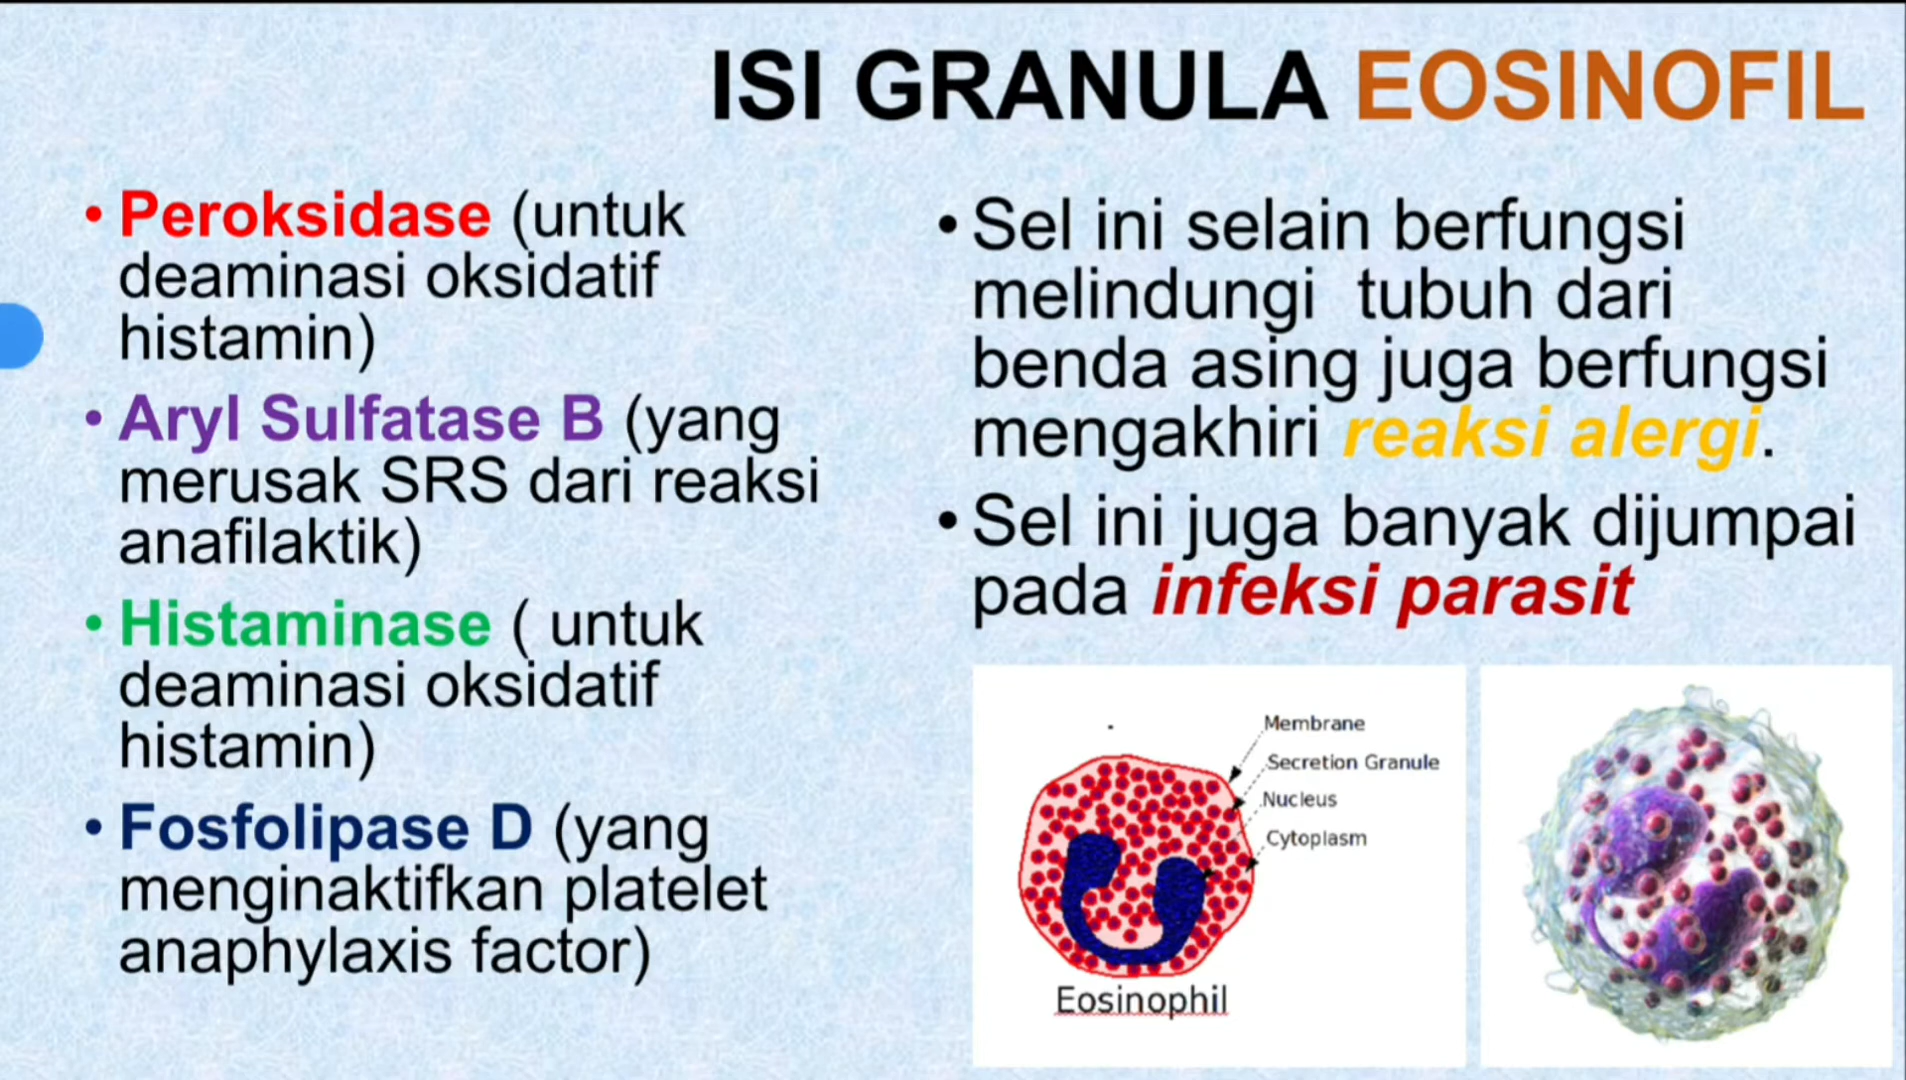 ISI GRANULA EOSINOFIL
• Peroksidase (untuk
deaminasi oksidatif
histamin)
• Aryl Sulfatase B (yang
merusak SRS dari reaksi
anafilaktik)
• Histaminase ( untuk
deaminasi oksidatif
histamin)
• Fosfolipase D (yang
menginaktifkan platelet
anaphylaxis factor)
• Sel ini selain berfungsi
melindungi  tubuh dari
benda asing juga berfungsi
mengakhiri reaksi alergi.
• Sel ini juga banyak dijumpai
pada infeksi parasit
Membrane
Secretion Granule
Nucleus
Cytoplasm
Eosinophil